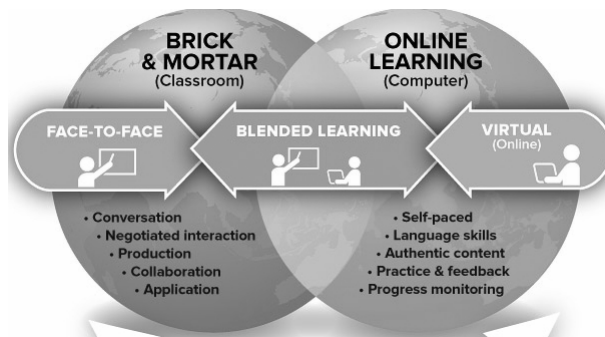 BRICK
& MORTAR
(Classroom)
ONLINE
LEARNING
(Computer)
FACE-TO-FACE
BLENDED LEARNING
VIRTUAL
(Online)
• Conversation
• Negotiated interaction
• Production
• Collaboration
• Application
• Self-paced
• Language skills
• Authentic content
• Practice & feedback
• Progress monitoring